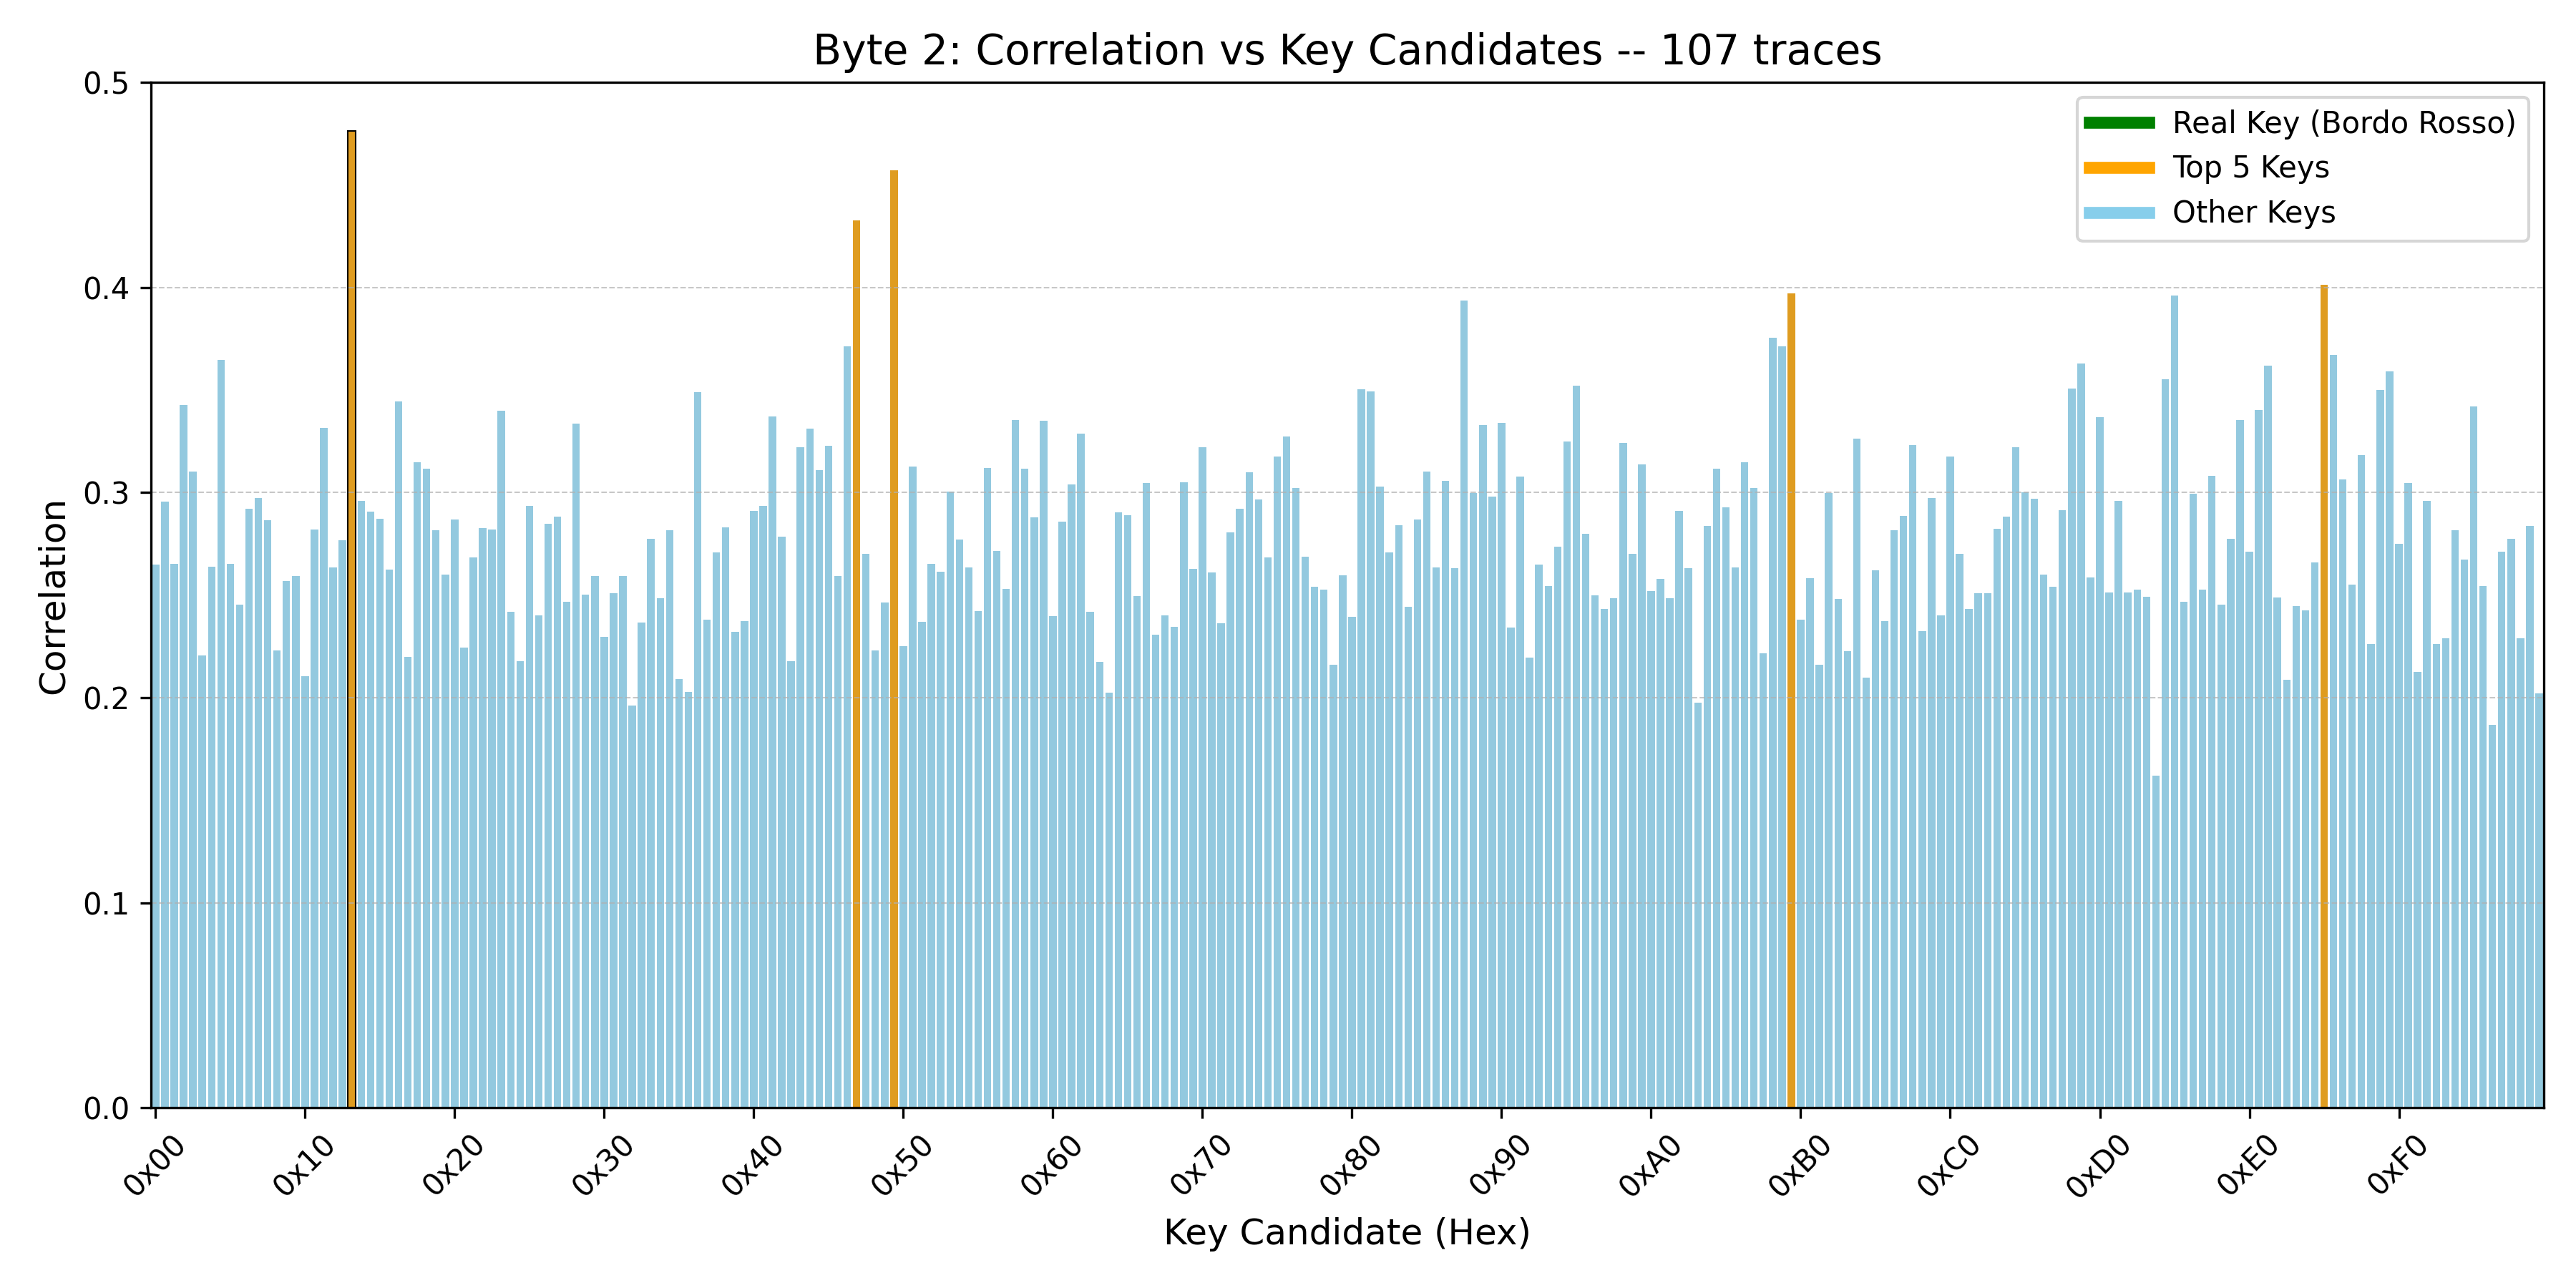 Byte 2: Correlation vs Key Candidates -- 107 traces
Real Key (Bordo Rosso)
Top 5 Keys
Other Keys
Correlation
0.5
0.4
0.3
0.2
0.1
0.0
0x00 0x10 0x20 0x30 0x40 0x50 0x60 0x70 0x80 0x90 0xA0 0xB0 0xC0 0xD0 0xE0 0xF0
Key Candidate (Hex)